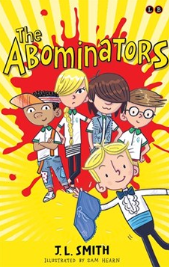 L B
The
Abominators
J. L. SMITH
ILLUSTRATED BY SAM HEARN